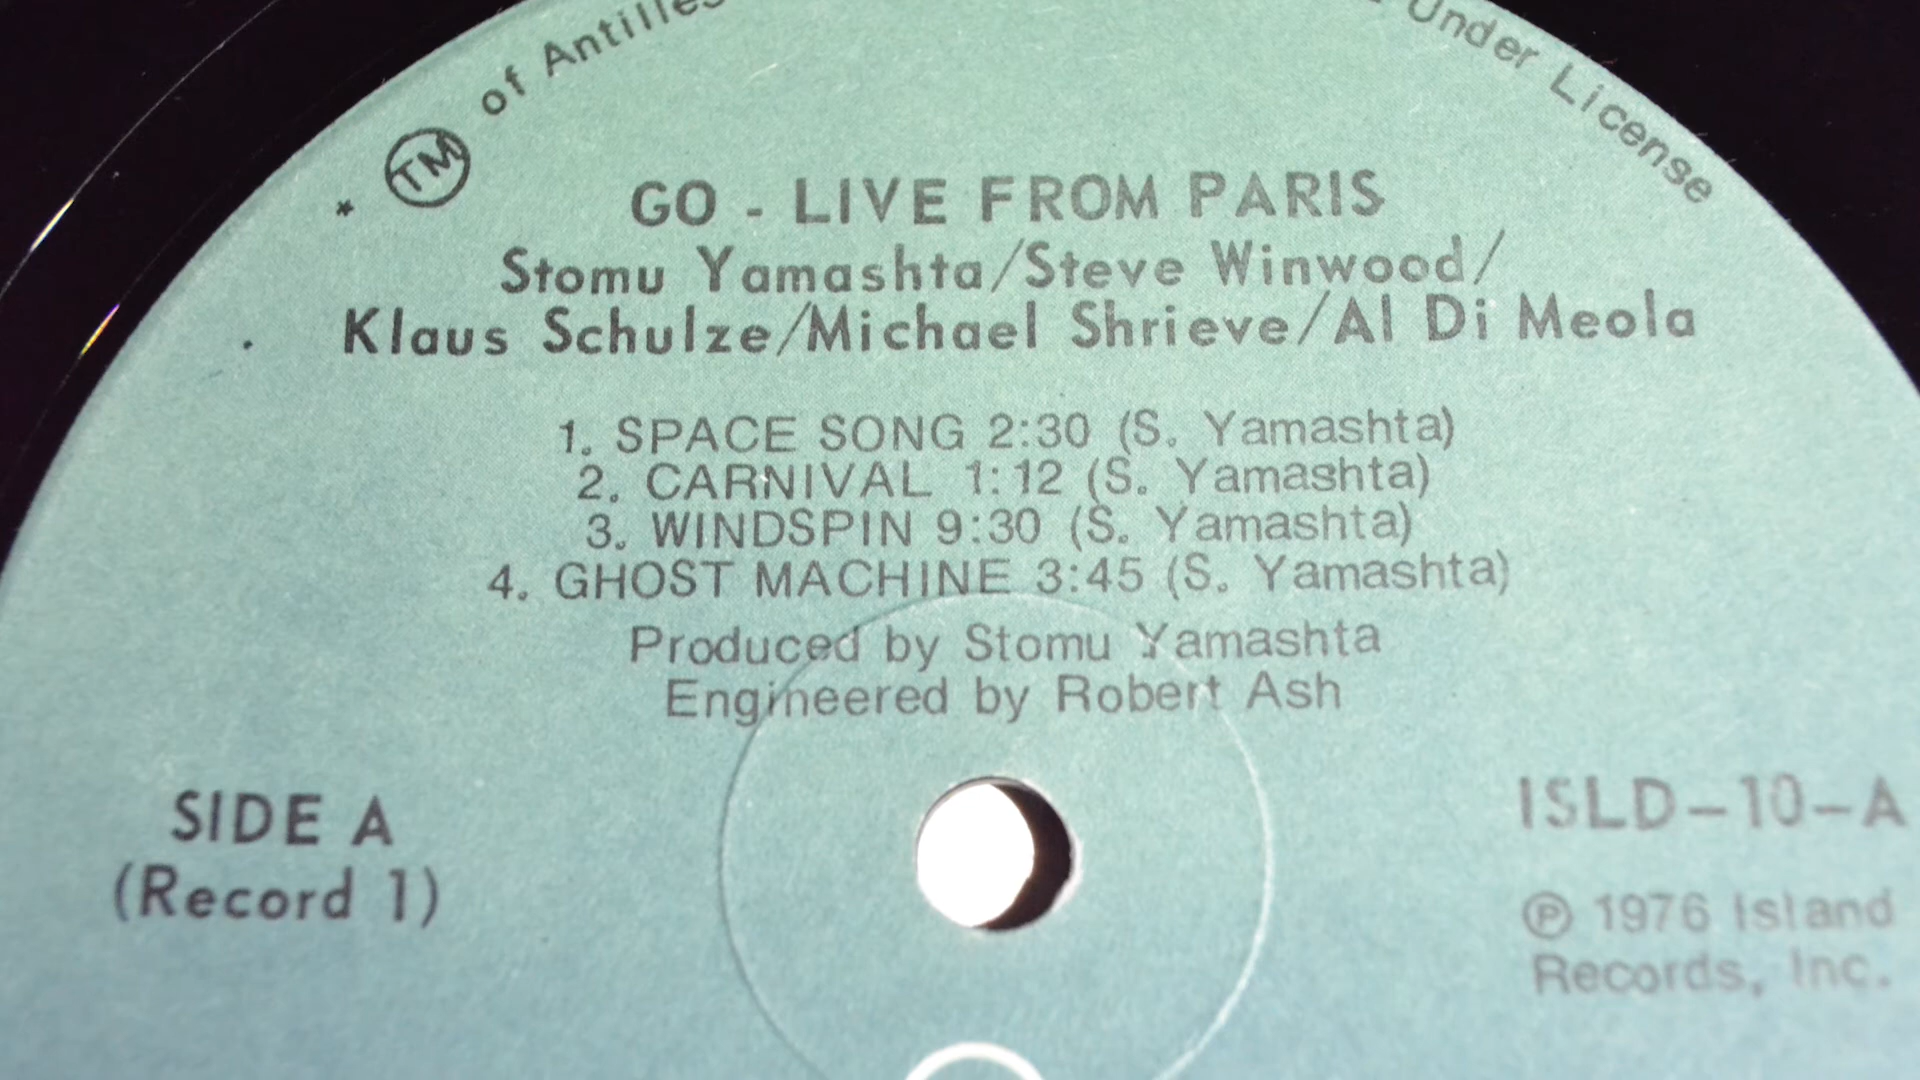 * TM of Antilles
Under License
GO - LIVE FROM PARIS
Stomu Yamashta/Steve Winwood/
Klaus Schulze/Michael Shrieve/Al Di Meola
1. SPACE SONG 2:30 (S. Yamashta)
2. CARNIVAL 1:12 (S. Yamashta)
3. WINDSPIN 9:30 (S. Yamashta)
4. GHOST MACHINE 3:45 (S. Yamashta)
Produced by Stomu Yamashta
Engineered by Robert Ash
SIDE A
(Record 1)
ISLD-10-A
℗ 1976 Island
Records, Inc.